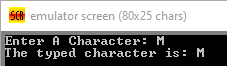 emulator screen (80x25 chars)
Enter A Character: M
The typed character is: M